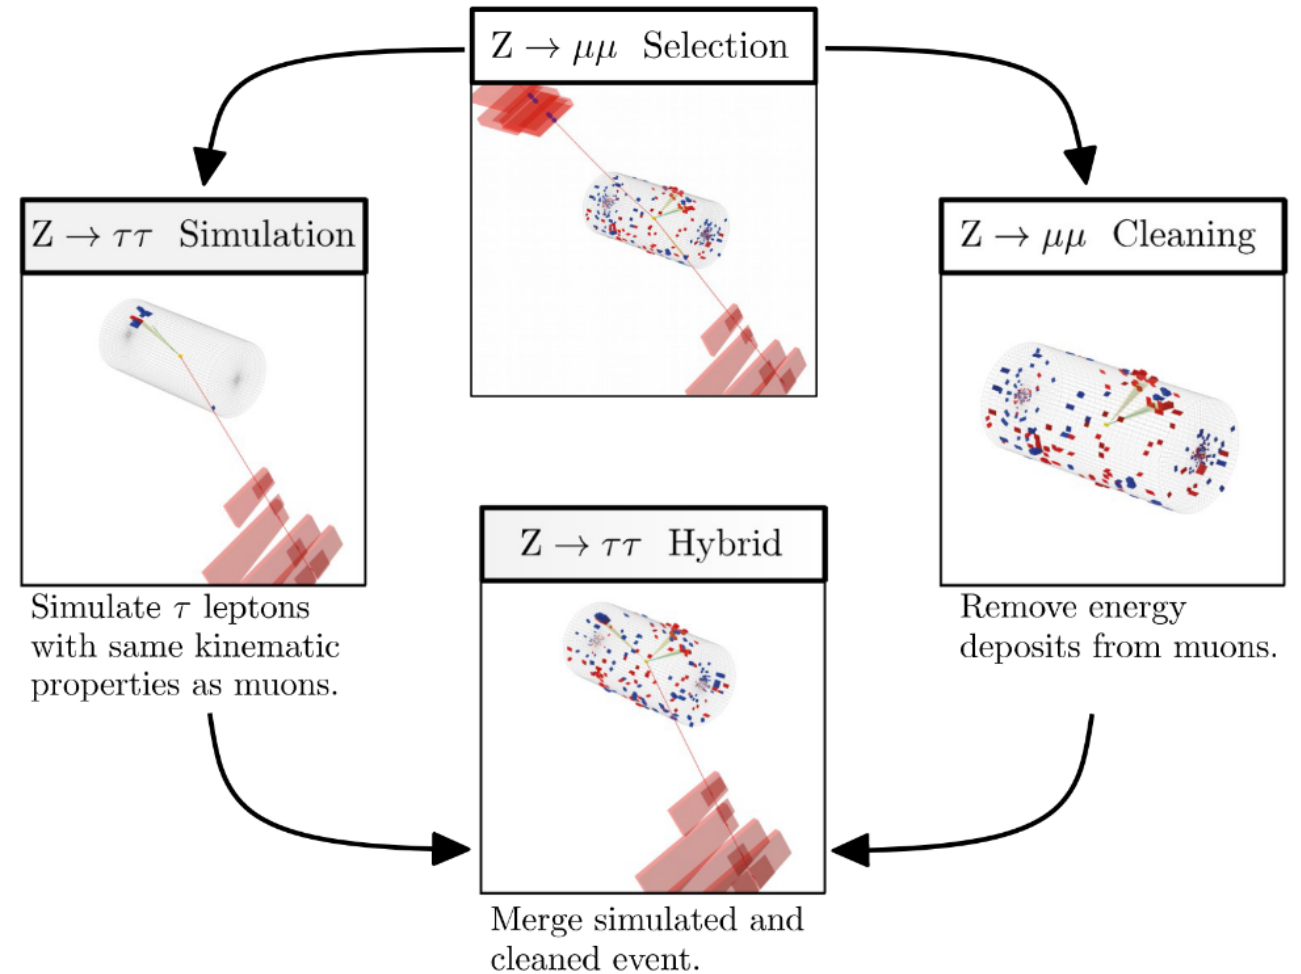 Z → μμ Selection
Z → ττ Simulation
Z → μμ Cleaning
Simulate τ leptons
with same kinematic
properties as muons.
Remove energy
deposits from muons.
Z → ττ Hybrid
Merge simulated and
cleaned event.